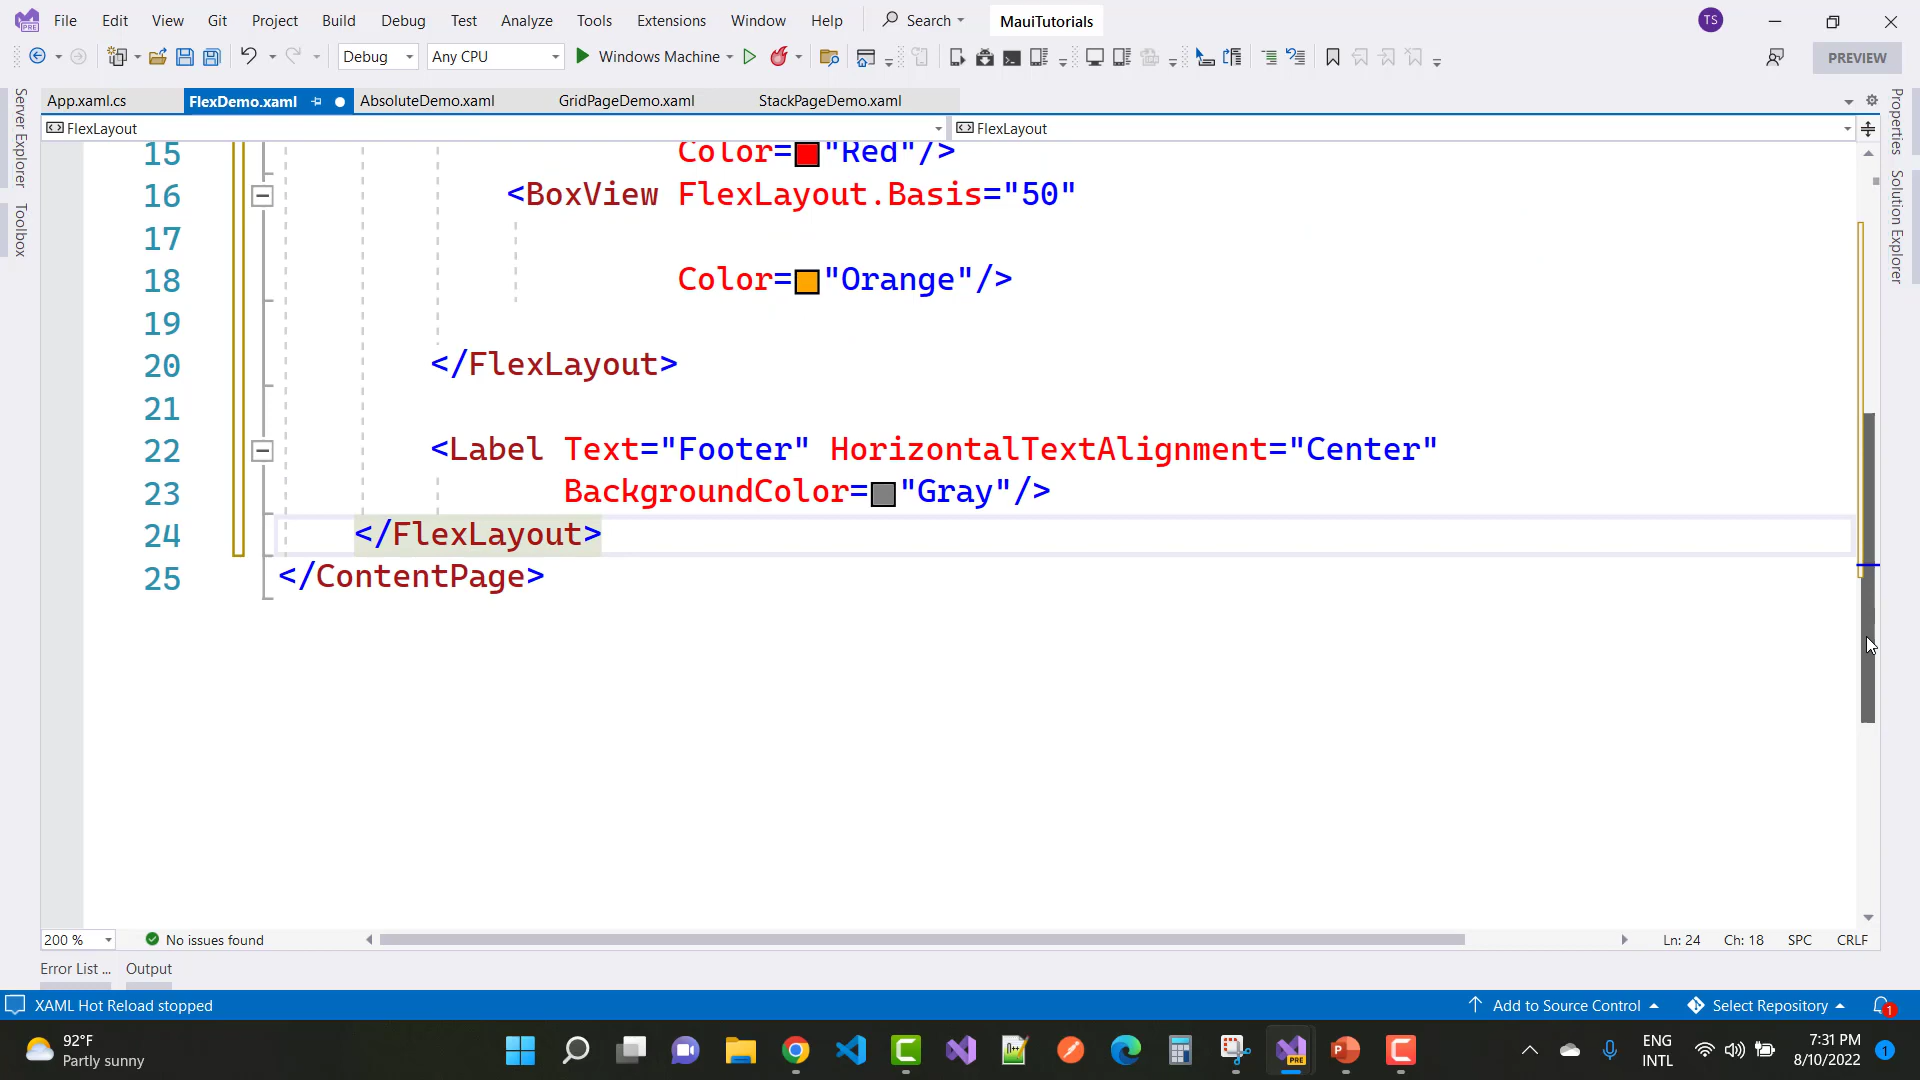 File Edit View Git Project Build Debug Test Analyze Tools Extensions Window Help Search MauiTutorials TS
Debug Any CPU Windows Machine PREVIEW
App.xaml.cs FlexDemo.xaml AbsoluteDemo.xaml GridPageDemo.xaml StackPageDemo.xaml
FlexLayout FlexLayout
Server Explorer
Toolbox
Properties
Solution Explorer
15 Color="Red"/>
16 <BoxView FlexLayout.Basis="50"
17
18 Color="Orange"/>
19
20 </FlexLayout>
21
22 <Label Text="Footer" HorizontalTextAlignment="Center"
23 BackgroundColor="Gray"/>
24 </FlexLayout>
25 </ContentPage>
200 % No issues found Ln: 24 Ch: 18 SPC CRLF
Error List ... Output
XAML Hot Reload stopped Add to Source Control Select Repository 1
92°F
Partly sunny
PRE
ENG
INTL
7:31 PM
8/10/2022
1